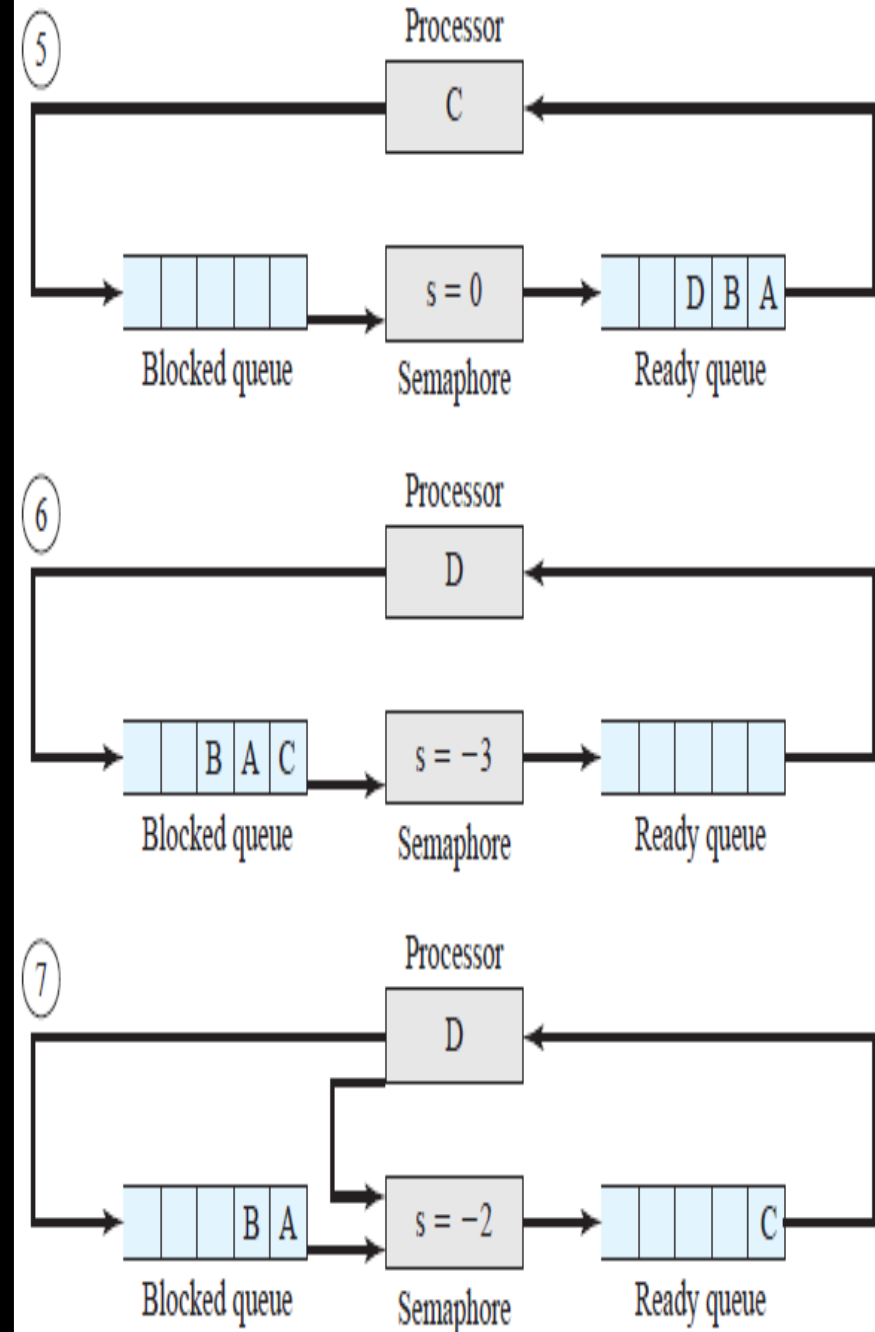 5
Processor
C
s = 0
D B A
Blocked queue
Semaphore
Ready queue
6
Processor
D
B A C
s = −3
Blocked queue
Semaphore
Ready queue
7
Processor
D
B A
s = −2
C
Blocked queue
Semaphore
Ready queue